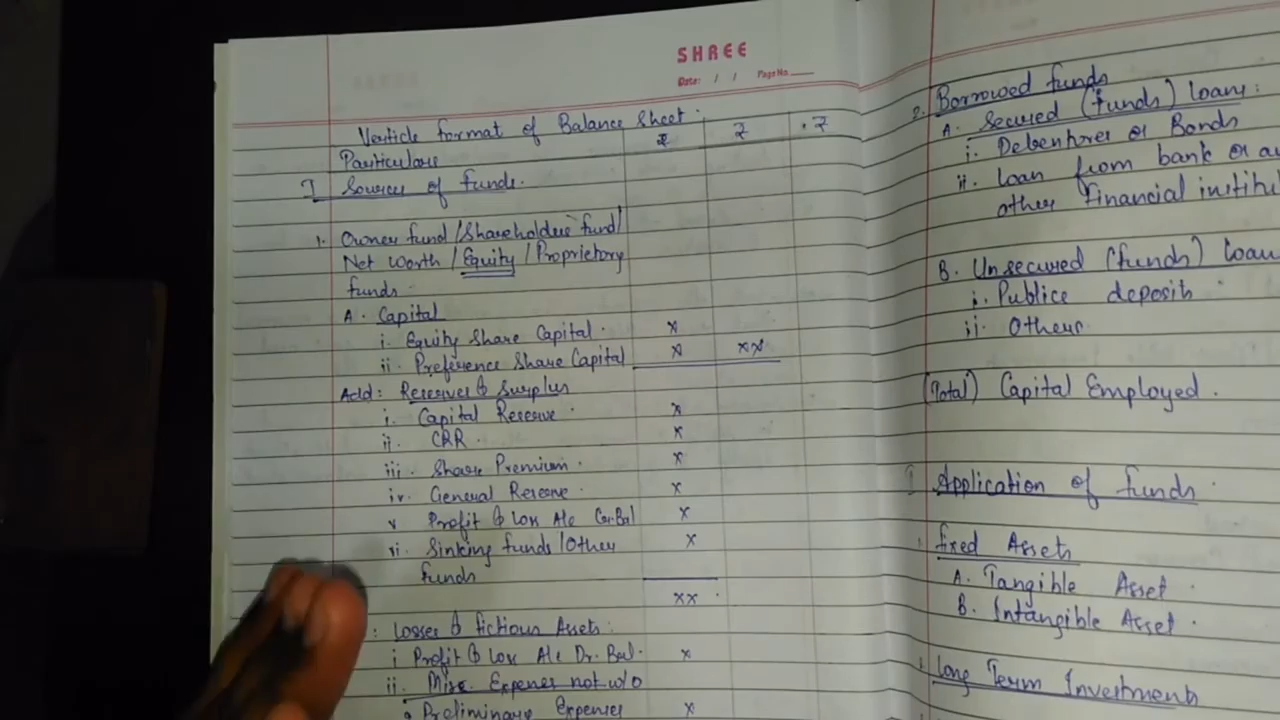 SHREE
Date: / / Page No.
Verticle format of Balance Sheet.
Particulars ₹ ₹ ₹
I Sources of funds.
1. Owner fund / Shareholders fund /
Net Worth / Equity / Proprietory
funds.
A. Capital
i. Equity Share Capital. x
ii. Preference Share Capital x xx
Add: Reserves & Surplus
i. Capital Reserve. x
ii. CRR. x
iii. Share Premium. x
iv. General Reserve. x
v Profit & Loss A/c Cr. Bal x
vi. Sinking funds / Other x
funds
xx
: Losses & fictious Assets.
i Profit & Loss A/c Dr. Bal. x
ii. Misc. Expenses not w/o
Preliminary Expenses x
2. Borrowed funds
A. Secured (funds) loans:
i. Debentures or Bonds
ii. Loan from bank or
other financial
B. Unsecured (funds) loan
i. Publice deposits
ii. Others
(Total) Capital Employed.
Application of funds.
fixed Assets
A. Tangible Asset.
B. Intangible Asset.
Long Term Investments